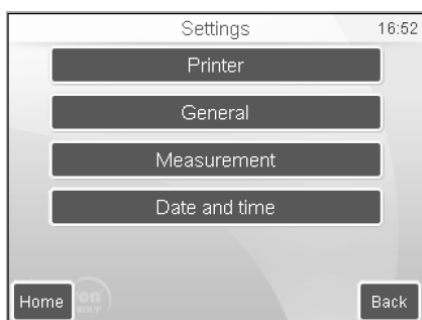 Settings 16:52
Printer
General
Measurement
Date and time
Home
Back